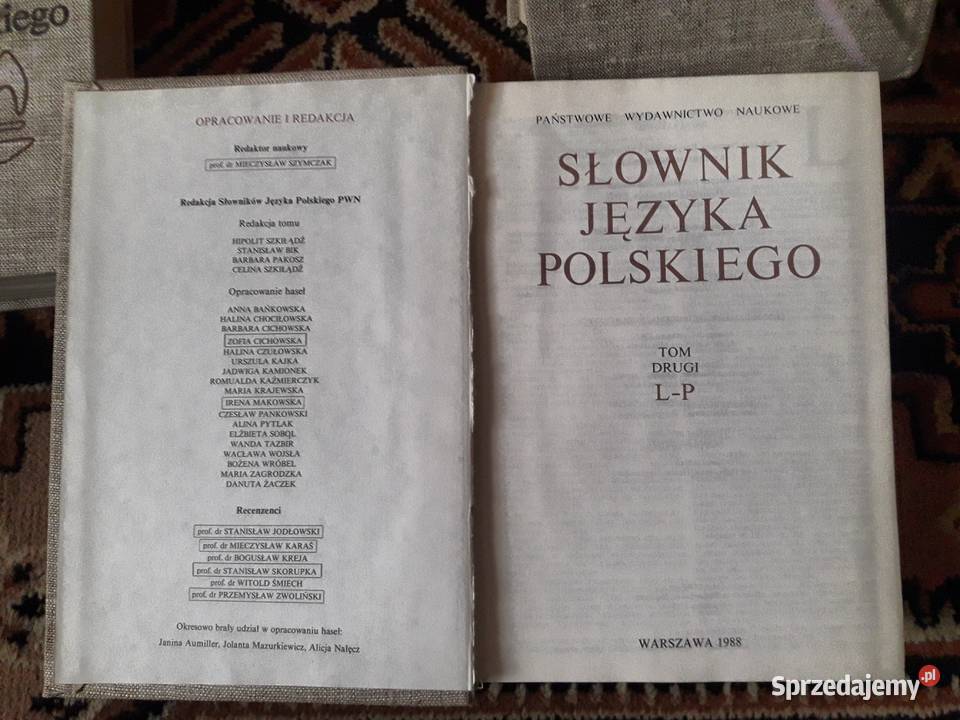 kiego
OPRACOWANIE I REDAKCJA
Redaktor naukowy
prof. dr MIECZYSŁAW SZYMCZAK
Redakcja Słowników Języka Polskiego PWN
Redakcja tomu
HIPOLIT SZKIŁĄDŹ
STANISŁAW BIK
BARBARA PAKOSZ
CELINA SZKIŁĄDŹ
Opracowanie haseł
ANNA BAŃKOWSKA
HALINA CHOCIŁOWSKA
BARBARA CICHOWSKA
ZOFIA CICHOWSKA
HALINA CZUŁOWSKA
URSZULA KAJKA
JADWIGA KAMIONEK
ROMUALDA KAŹMIERCZYK
MARIA KRAJEWSKA
IRENA MAKOWSKA
CZESŁAW PANKOWSKI
ALINA PYTLAK
ELŻBIETA SOBOL
WANDA TAZBIR
WACŁAWA WOJSŁA
BOŻENA WRÓBEL
MARIA ZAGRODZKA
DANUTA ŻACZEK
Recenzenci
prof. dr STANISŁAW JODŁOWSKI
prof. dr MIECZYSŁAW KARAŚ
prof. dr BOGUSŁAW KREJA
prof. dr STANISŁAW SKORUPKA
prof. dr WITOLD ŚMIECH
prof. dr PRZEMYSŁAW ZWOLIŃSKI
Okresowo brały udział w opracowaniu haseł:
Janina Aumiller, Jolanta Mazurkiewicz, Alicja Nałęcz
PAŃSTWOWE WYDAWNICTWO NAUKOWE
SŁOWNIK
JĘZYKA
POLSKIEGO
TOM
DRUGI
L-P
WARSZAWA 1988
Sprzedajemy.pl